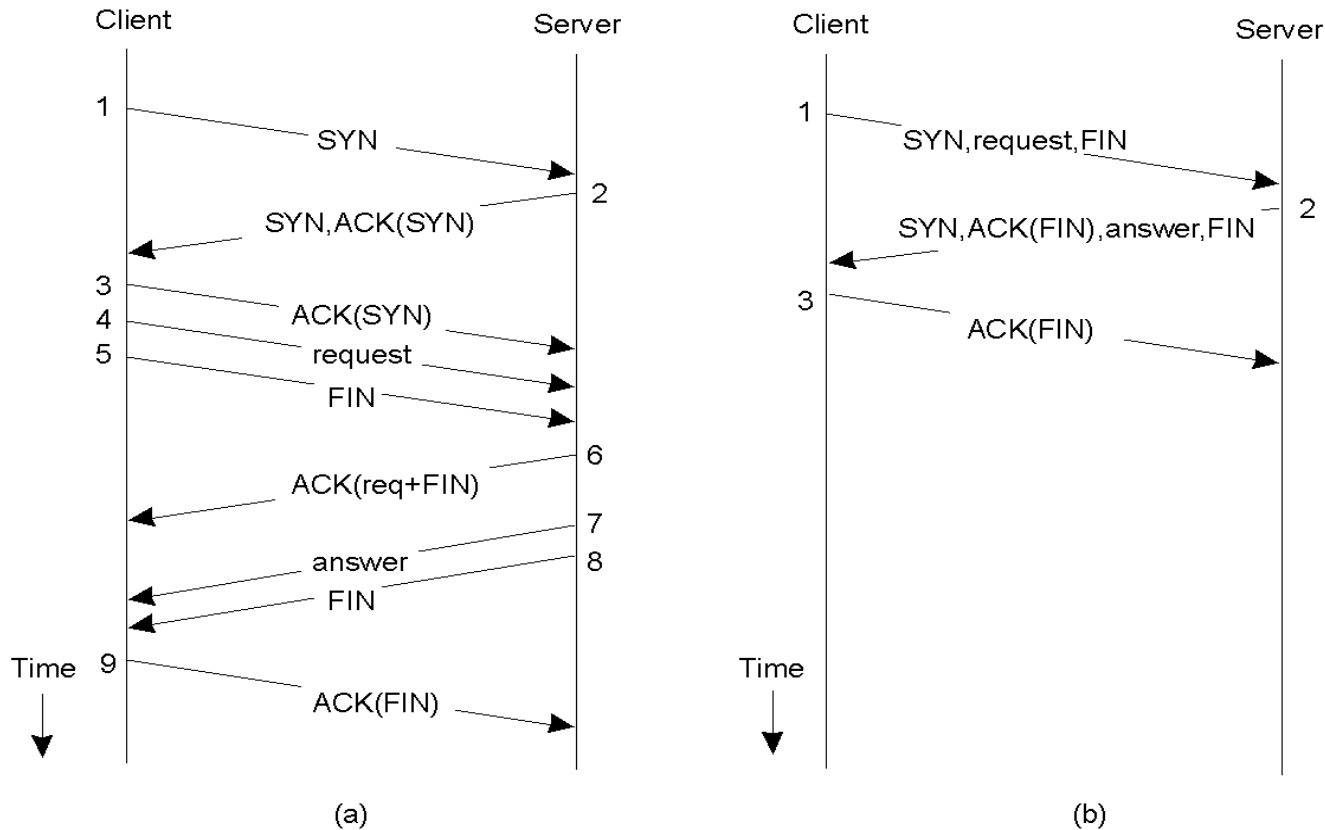 Client
Server
1
SYN
2
SYN,ACK(SYN)
3
ACK(SYN)
4
request
5
FIN
6
ACK(req+FIN)
7
answer
8
FIN
9
Time
ACK(FIN)
(a)
Client
Server
1
SYN,request,FIN
2
SYN,ACK(FIN),answer,FIN
3
ACK(FIN)
Time
(b)